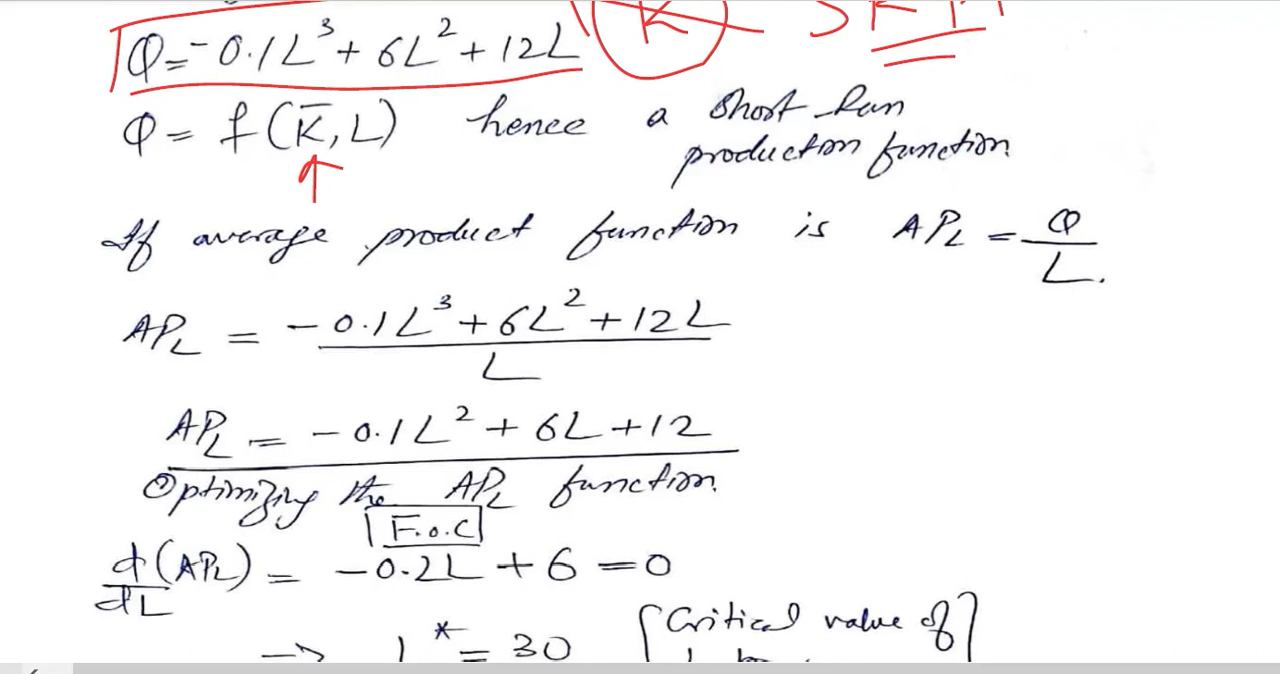 Q = -0.1L³ + 6L² + 12L K
Q = f(K̄, L) hence a Short Run
production function.
If average product function is APL = Q/L.
APL = -0.1L³ + 6L² + 12L / L
APL = -0.1L² + 6L + 12
Optimizing the APL function.
F.o.C
d/dL (APL) = -0.2L + 6 = 0
→ L* = 30 [Critical value of]